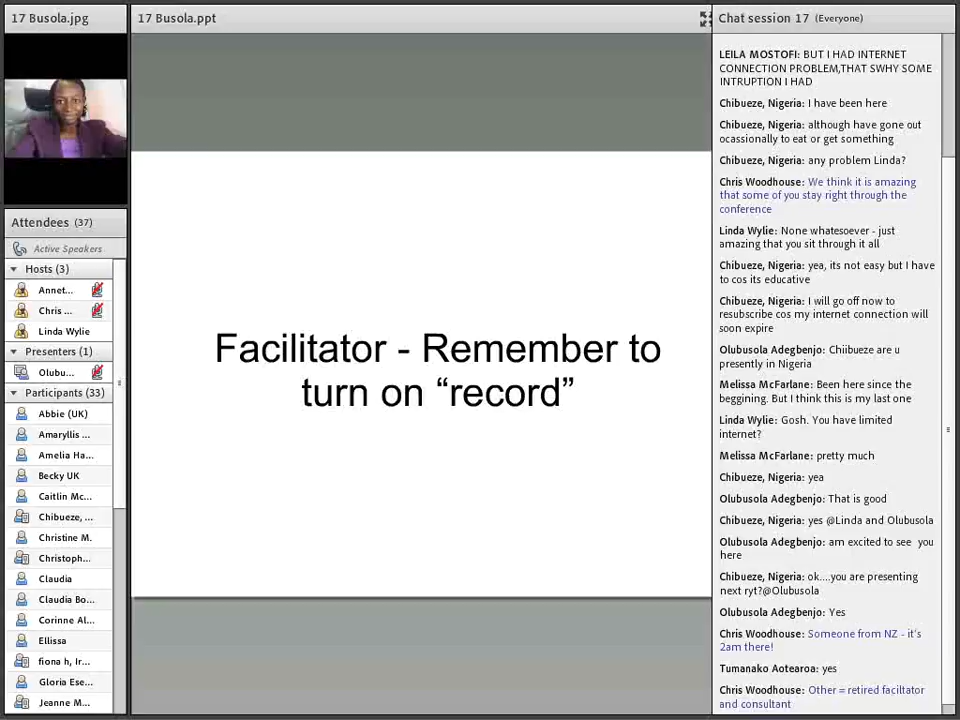 17 Busola.jpg
17 Busola.ppt
Chat session 17 (Everyone)
Attendees (37)
Active Speakers
Hosts (3)
Annet...
Chris ...
Linda Wylie
Presenters (1)
Olubu...
Participants (33)
Abbie (UK)
Amaryllis ...
Amelia Ha...
Becky UK
Caitlin Mc...
Chibueze, ...
Christine M.
Christoph...
Claudia
Claudia Bo...
Corinne Al...
Ellissa
fiona h, Ir...
Gloria Ese...
Jeanne M...
Facilitator - Remember to
turn on “record”
LEILA MOSTOFI: BUT I HAD INTERNET
CONNECTION PROBLEM,THAT SWHY SOME
INTRUPTION I HAD
Chibueze, Nigeria: I have been here
Chibueze, Nigeria: although have gone out
ocassionally to eat or get something
Chibueze, Nigeria: any problem Linda?
Chris Woodhouse: We think it is amazing
that some of you stay right through the
conference
Linda Wylie: None whatesoever - just
amazing that you sit through it all
Chibueze, Nigeria: yea, its not easy but I have
to cos its educative
Chibueze, Nigeria: I will go off now to
resubscribe cos my internet connection will
soon expire
Olubusola Adegbenjo: Chiibueze are u
presently in Nigeria
Melissa McFarlane: Been here since the
beggining. But I think this is my last one
Linda Wylie: Gosh. You have limited
internet?
Melissa McFarlane: pretty much
Chibueze, Nigeria: yea
Olubusola Adegbenjo: That is good
Chibueze, Nigeria: yes @Linda and Olubusola
Olubusola Adegbenjo: am excited to see you
here
Chibueze, Nigeria: ok....you are presenting
next ryt?@Olubusola
Olubusola Adegbenjo: Yes
Chris Woodhouse: Someone from NZ - it's
2am there!
Tumanako Aotearoa: yes
Chris Woodhouse: Other = retired faciltator
and consultant